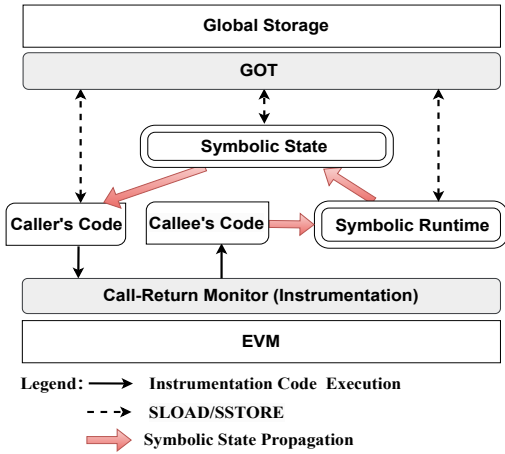 Global Storage
GOT
Symbolic State
Caller's Code
Callee's Code
Symbolic Runtime
Call-Return Monitor (Instrumentation)
EVM
Legend: Instrumentation Code Execution
SLOAD/SSTORE
Symbolic State Propagation